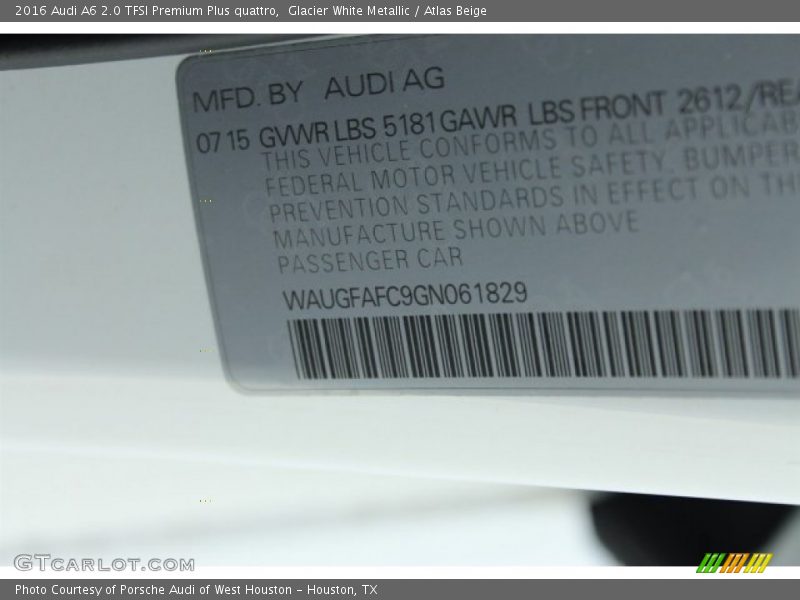 2016 Audi A6 2.0 TFSI Premium Plus quattro,  Glacier White Metallic / Atlas Beige
MFD. BY AUDI AG
07 15 GVWR LBS 5181 GAWR LBS FRONT 2612/REA
THIS VEHICLE CONFORMS TO ALL APPLICAB
FEDERAL MOTOR VEHICLE SAFETY, BUMPER
PREVENTION STANDARDS IN EFFECT ON TH
MANUFACTURE SHOWN ABOVE
PASSENGER CAR
WAUGFAFC9GN061829
GTCARLOT.COM
Photo Courtesy of Porsche Audi of West Houston - Houston, TX